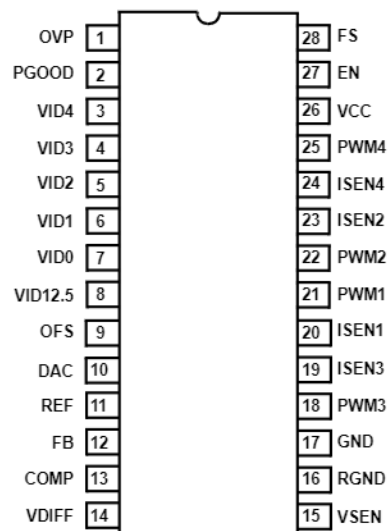 OVP 1 28 FS
PGOOD 2 27 EN
VID4 3 26 VCC
VID3 4 25 PWM4
VID2 5 24 ISEN4
VID1 6 23 ISEN2
VID0 7 22 PWM2
VID12.5 8 21 PWM1
OFS 9 20 ISEN1
DAC 10 19 ISEN3
REF 11 18 PWM3
FB 12 17 GND
COMP 13 16 RGND
VDIFF 14 15 VSEN